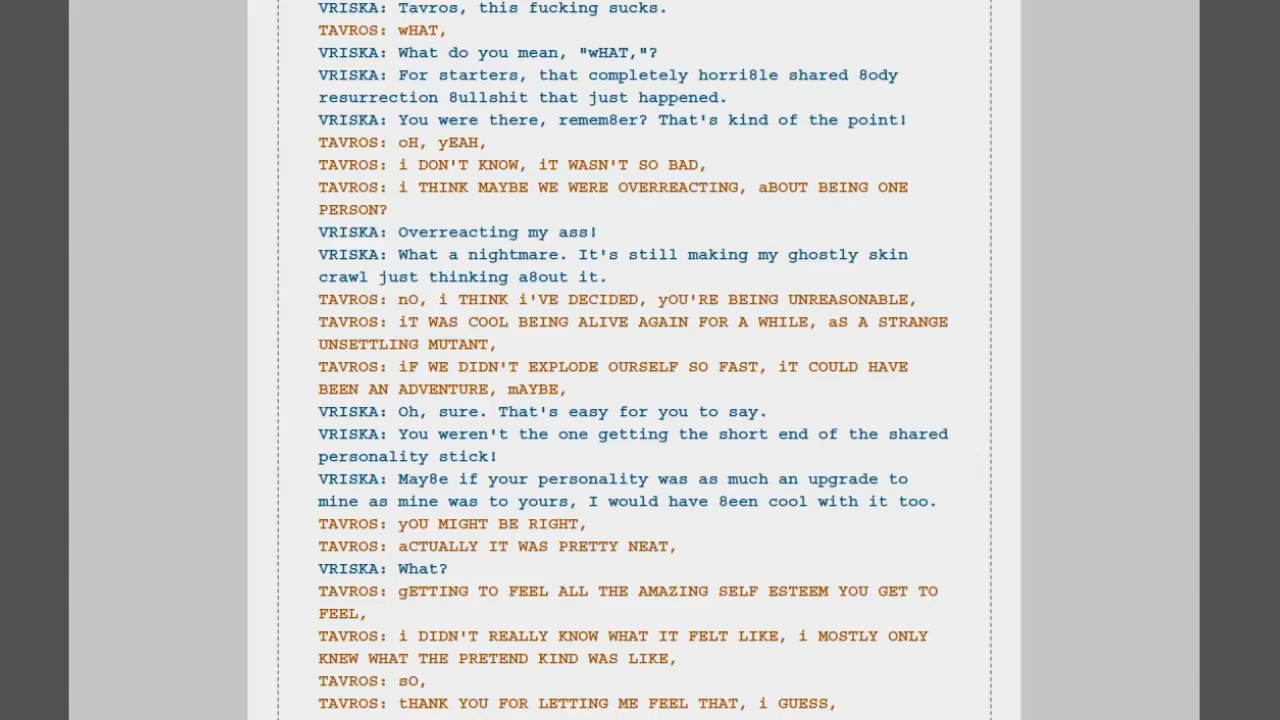 VRISKA: Tavros, this fucking sucks.
TAVROS: wHAT,
VRISKA: What do you mean, "wHAT,"?
VRISKA: For starters, that completely horri8le shared 8ody
resurrection 8ullshit that just happened.
VRISKA: You were there, remem8er? That's kind of the point!
TAVROS: oH, yEAH,
TAVROS: i DON'T KNOW, iT WASN'T SO BAD,
TAVROS: i THINK MAYBE WE WERE OVERREACTING, aBOUT BEING ONE
PERSON?
VRISKA: Overreacting my ass!
VRISKA: What a nightmare. It's still making my ghostly skin
crawl just thinking a8out it.
TAVROS: nO, i THINK i'VE DECIDED, yOU'RE BEING UNREASONABLE,
TAVROS: iT WAS COOL BEING ALIVE AGAIN FOR A WHILE, aS A STRANGE
UNSETTLING MUTANT,
TAVROS: iF WE DIDN'T EXPLODE OURSELF SO FAST, iT COULD HAVE
BEEN AN ADVENTURE, mAYBE,
VRISKA: Oh, sure. That's easy for you to say.
VRISKA: You weren't the one getting the short end of the shared
personality stick!
VRISKA: May8e if your personality was as much an upgrade to
mine as mine was to yours, I would have 8een cool with it too.
TAVROS: yOU MIGHT BE RIGHT,
TAVROS: aCTUALLY IT WAS PRETTY NEAT,
VRISKA: What?
TAVROS: gETTING TO FEEL ALL THE AMAZING SELF ESTEEM YOU GET TO
FEEL,
TAVROS: i DIDN'T REALLY KNOW WHAT IT FELT LIKE, i MOSTLY ONLY
KNEW WHAT THE PRETEND KIND WAS LIKE,
TAVROS: sO,
TAVROS: tHANK YOU FOR LETTING ME FEEL THAT, i GUESS,